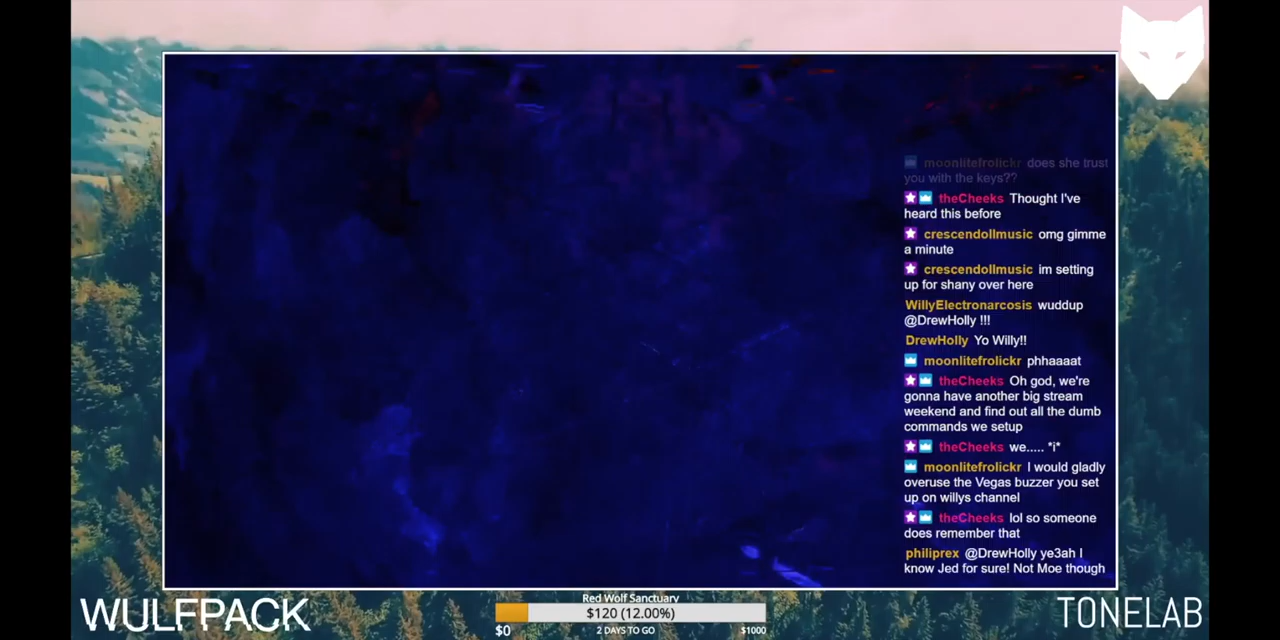 moonlitefrolickr does she trust
you with the keys??
theCheeks Thought I've
heard this before
crescendollmusic omg gimme
a minute
crescendollmusic im setting
up for shany over here
WillyElectronarcosis wuddup
@DrewHolly !!!
DrewHolly Yo Willy!!
moonlitefrolickr phhaaaat
theCheeks Oh god, we're
gonna have another big stream
weekend and find out all the dumb
commands we setup
theCheeks we..... *i*
moonlitefrolickr I would gladly
overuse the Vegas buzzer you set
up on willys channel
theCheeks lol so someone
does remember that
philiprex @DrewHolly ye3ah I
know Jed for sure! Not Moe though
WULFPACK
Red Wolf Sanctuary
$120 (12.00%)
$0 2 DAYS TO GO $1000
TONELAB